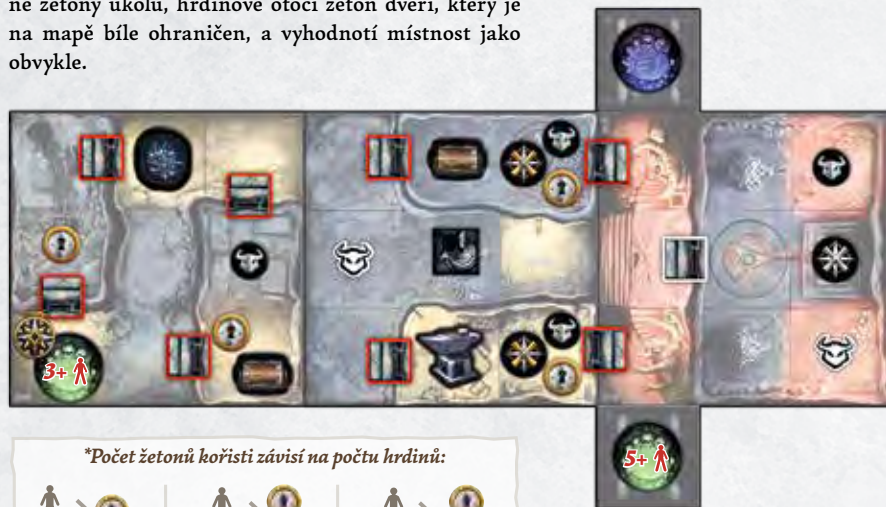 né žetony úkolu, hrdinové otočí žeton dveří, který je
na mapě bíle ohraničen, a vyhodnotí místnost jako
obvykle.
3+
5+
*Počet žetonů kořisti závisí na počtu hrdinů: